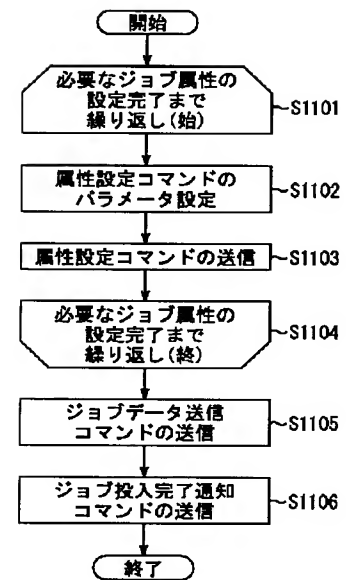 開始
必要なジョブ属性の
設定完了まで
繰り返し(始)
S1101
属性設定コマンドの
パラメータ設定
S1102
属性設定コマンドの送信
S1103
必要なジョブ属性の
設定完了まで
繰り返し(終)
S1104
ジョブデータ送信
コマンドの送信
S1105
ジョブ投入完了通知
コマンドの送信
S1106
終了